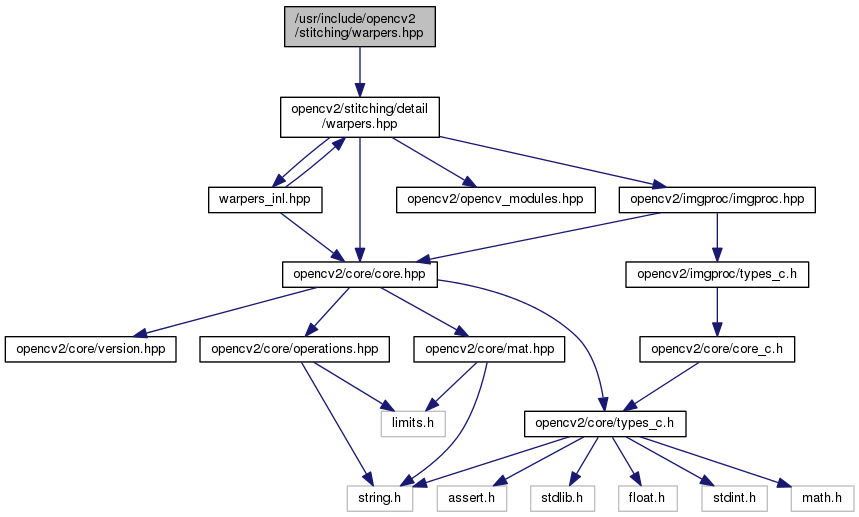 /usr/include/opencv2
/stitching/warpers.hpp
opencv2/stitching/detail
/warpers.hpp
warpers_inl.hpp
opencv2/opencv_modules.hpp
opencv2/imgproc/imgproc.hpp
opencv2/core/core.hpp
opencv2/imgproc/types_c.h
opencv2/core/version.hpp
opencv2/core/operations.hpp
opencv2/core/mat.hpp
opencv2/core/core_c.h
limits.h
opencv2/core/types_c.h
string.h
assert.h
stdlib.h
float.h
stdint.h
math.h